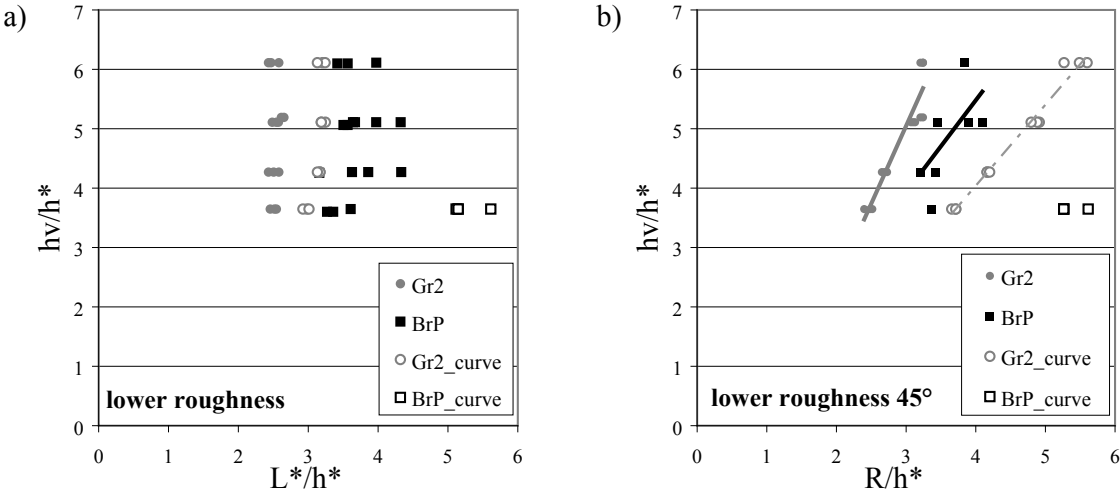 a)
7
6
5
4
3
2
1
0
hv/h*
Gr2
BrP
Gr2_curve
BrP_curve
lower roughness
0 1 2 3 4 5 6
L*/h*
b)
7
6
5
4
3
2
1
0
hv/h*
Gr2
BrP
Gr2_curve
BrP_curve
lower roughness 45°
0 1 2 3 4 5 6
R/h*